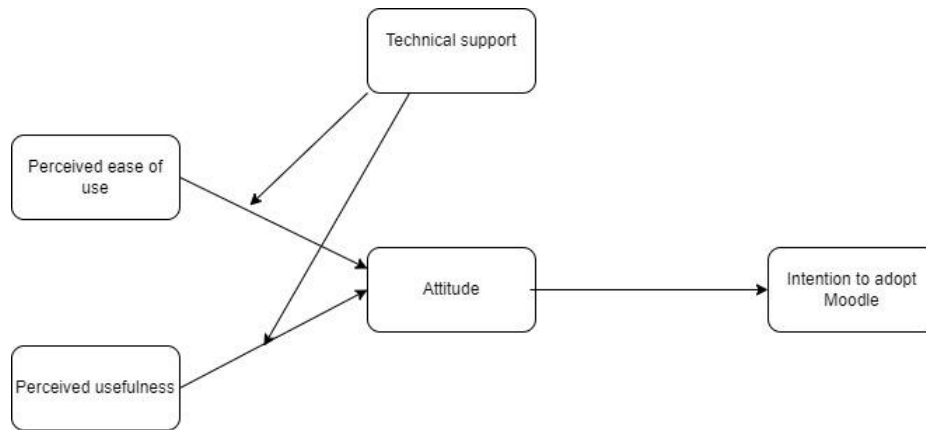 Technical support
Perceived ease of
use
Attitude
Intention to adopt
Moodle
Perceived usefulness